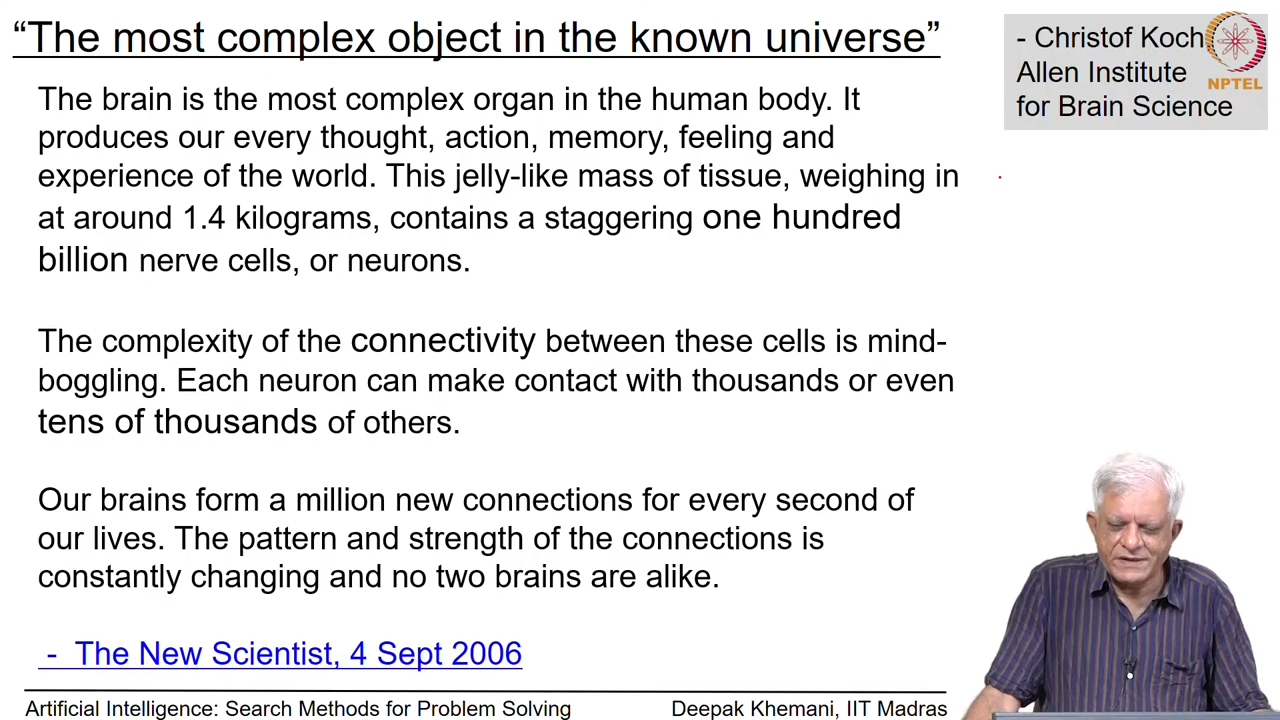 “The most complex object in the known universe”
- Christof Koch
Allen Institute
for Brain Science
NPTEL
The brain is the most complex organ in the human body. It
produces our every thought, action, memory, feeling and
experience of the world. This jelly-like mass of tissue, weighing in
at around 1.4 kilograms, contains a staggering one hundred
billion nerve cells, or neurons.
The complexity of the connectivity between these cells is mind-
boggling. Each neuron can make contact with thousands or even
tens of thousands of others.
Our brains form a million new connections for every second of
our lives. The pattern and strength of the connections is
constantly changing and no two brains are alike.
- The New Scientist, 4 Sept 2006
Artificial Intelligence: Search Methods for Problem Solving
Deepak Khemani, IIT Madras